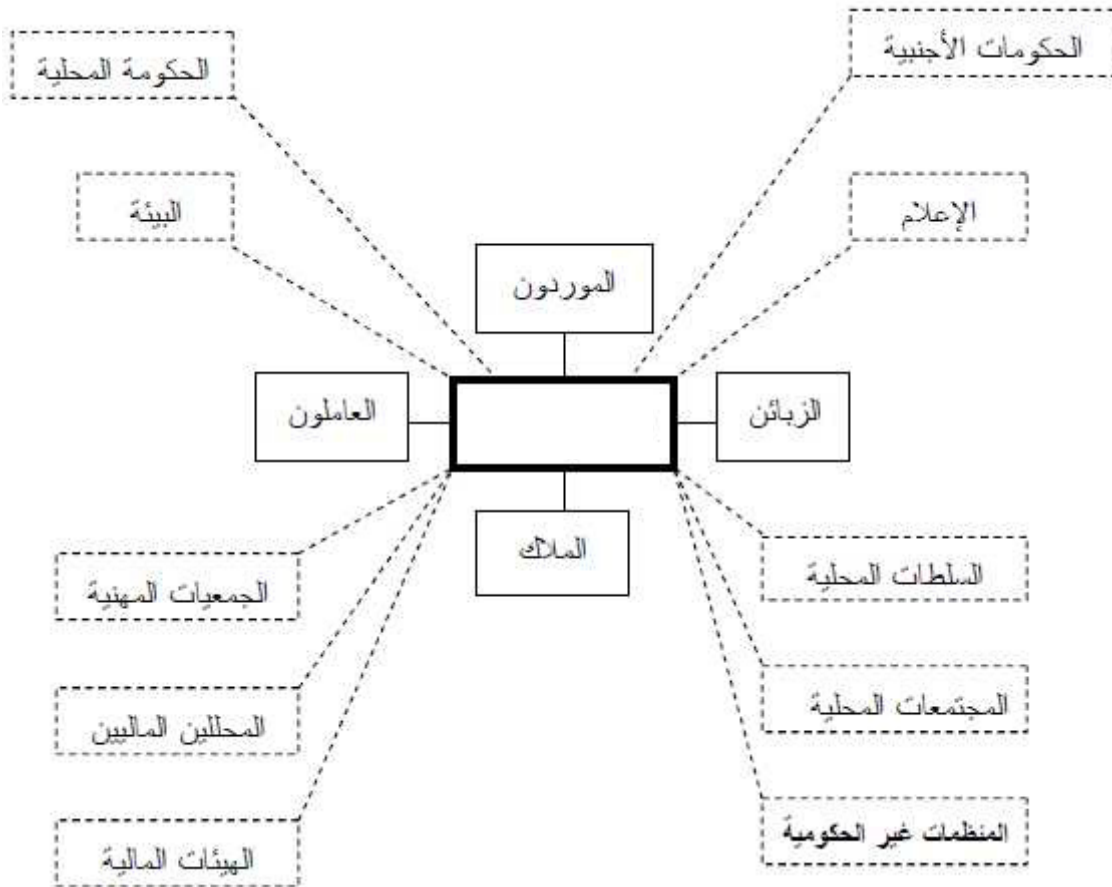 الحكومات الأجنبية
الحكومة المحلية
الإعلام
البيئة
الموردون
الزبائن
العاملون
الملاك
السلطات المحلية
الجمعيات المهنية
المجتمعات المحلية
المحللين الماليين
المنظمات غير الحكومية
الهيئات المالية